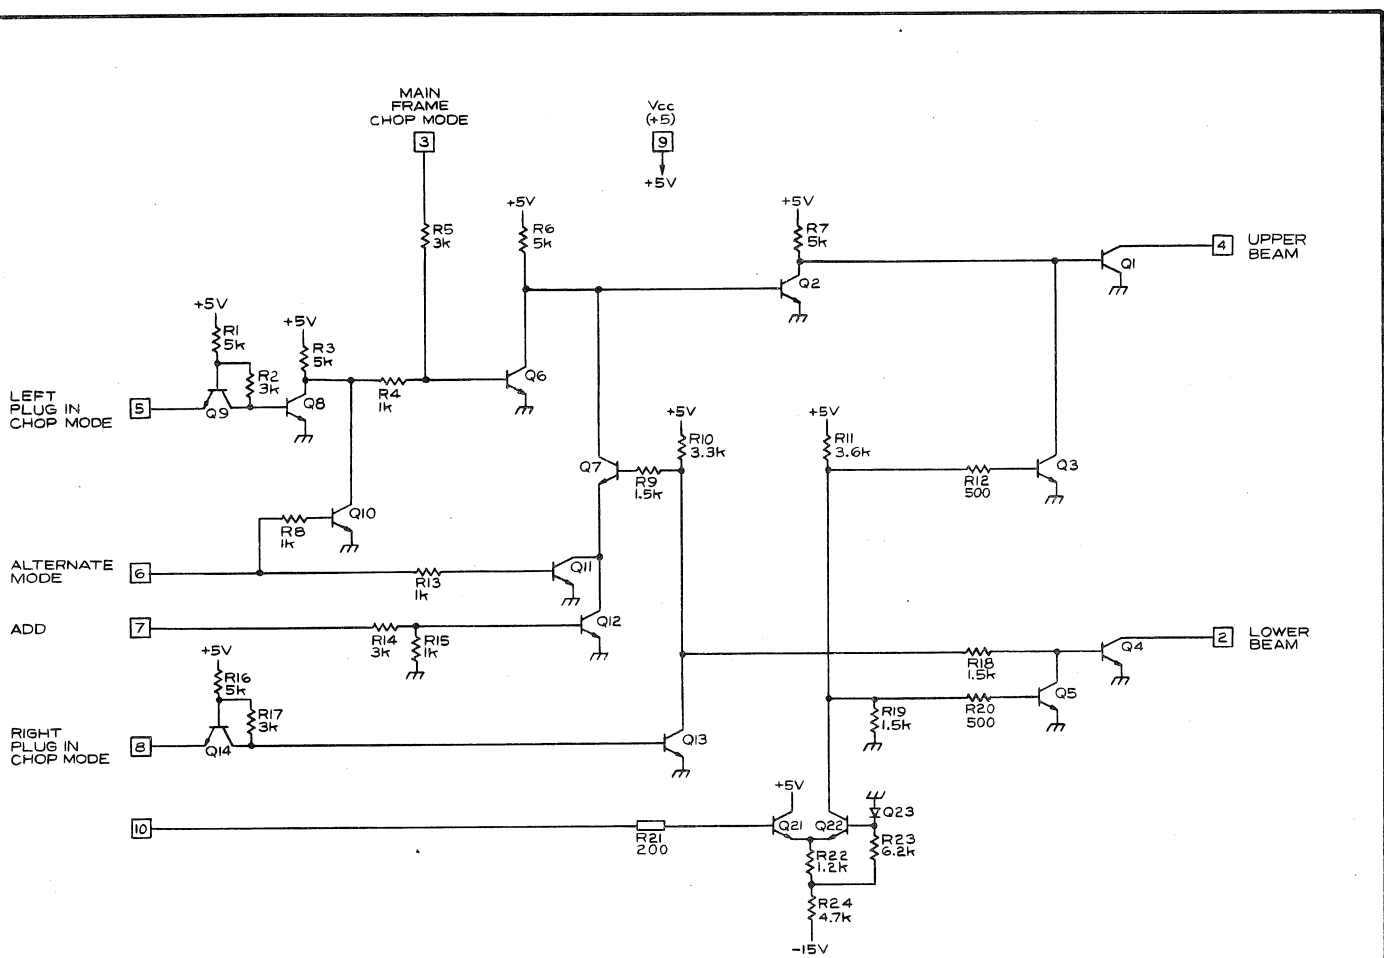 MAIN
FRAME
CHOP MODE
3
Vcc
(+5)
9
+5V
+5V
R6
5k
+5V
R7
5k
R5
3k
4
UPPER
BEAM
Q1
Q2
+5V
R1
5k
+5V
R3
5k
R2
3k
Q9
Q8
R4
1k
Q6
LEFT
PLUG IN
CHOP MODE
5
+5V
R10
3.3k
+5V
R11
3.6k
Q7
R9
1.5k
R12
500
Q3
R8
1k
Q10
ALTERNATE
MODE
6
R13
1k
Q11
ADD
7
R14
3k
R15
1k
Q12
R18
1.5k
Q4
2
LOWER
BEAM
+5V
R16
5k
R17
3k
Q14
RIGHT
PLUG IN
CHOP MODE
8
Q13
R19
1.5k
R20
500
Q5
+5V
10
R21
200
Q21
Q22
Q23
R22
1.2k
R23
6.2k
R24
4.7k
-15V